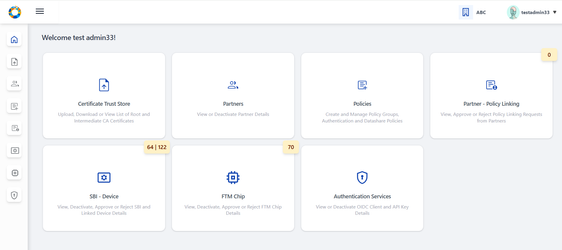 ABC
testadmin33
Welcome test admin33!
Certificate Trust Store
Upload, Download or View List of Root and
Intermediate CA Certificates
Partners
View or Deactivate Partner Details
Policies
Create and Manage Policy Groups,
Authentication and Datashare Policies
0
Partner - Policy Linking
View, Approve or Reject Policy Linking Requests
from Partners
64 | 122
SBI - Device
View, Deactivate, Approve or Reject SBI and
Linked Device Details
70
FTM Chip
View, Deactivate, Approve or Reject FTM Chip
Details
Authentication Services
View or Deactivate OIDC Client and API Key
Details